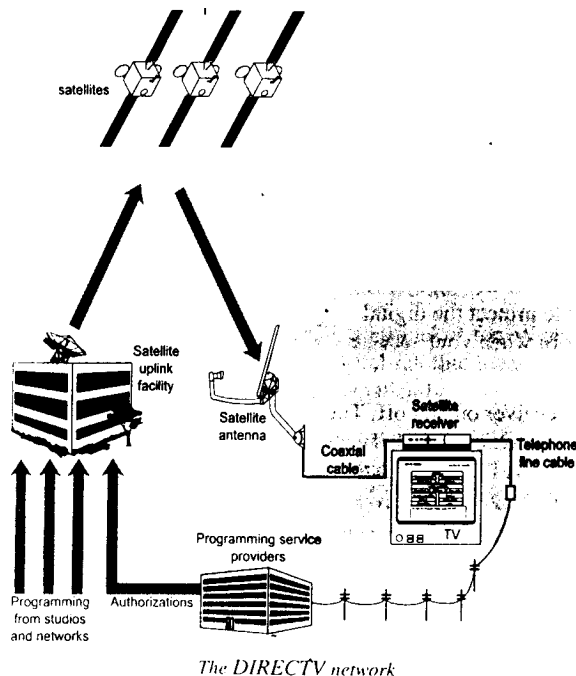 satellites
Satellite
uplink
facility
Satellite
antenna
Satellite
receiver
Coaxial
cable
Telephone
line cable
TV
Programming service
providers
Programming
from studios
and networks
Authorizations
The DIRECTV network